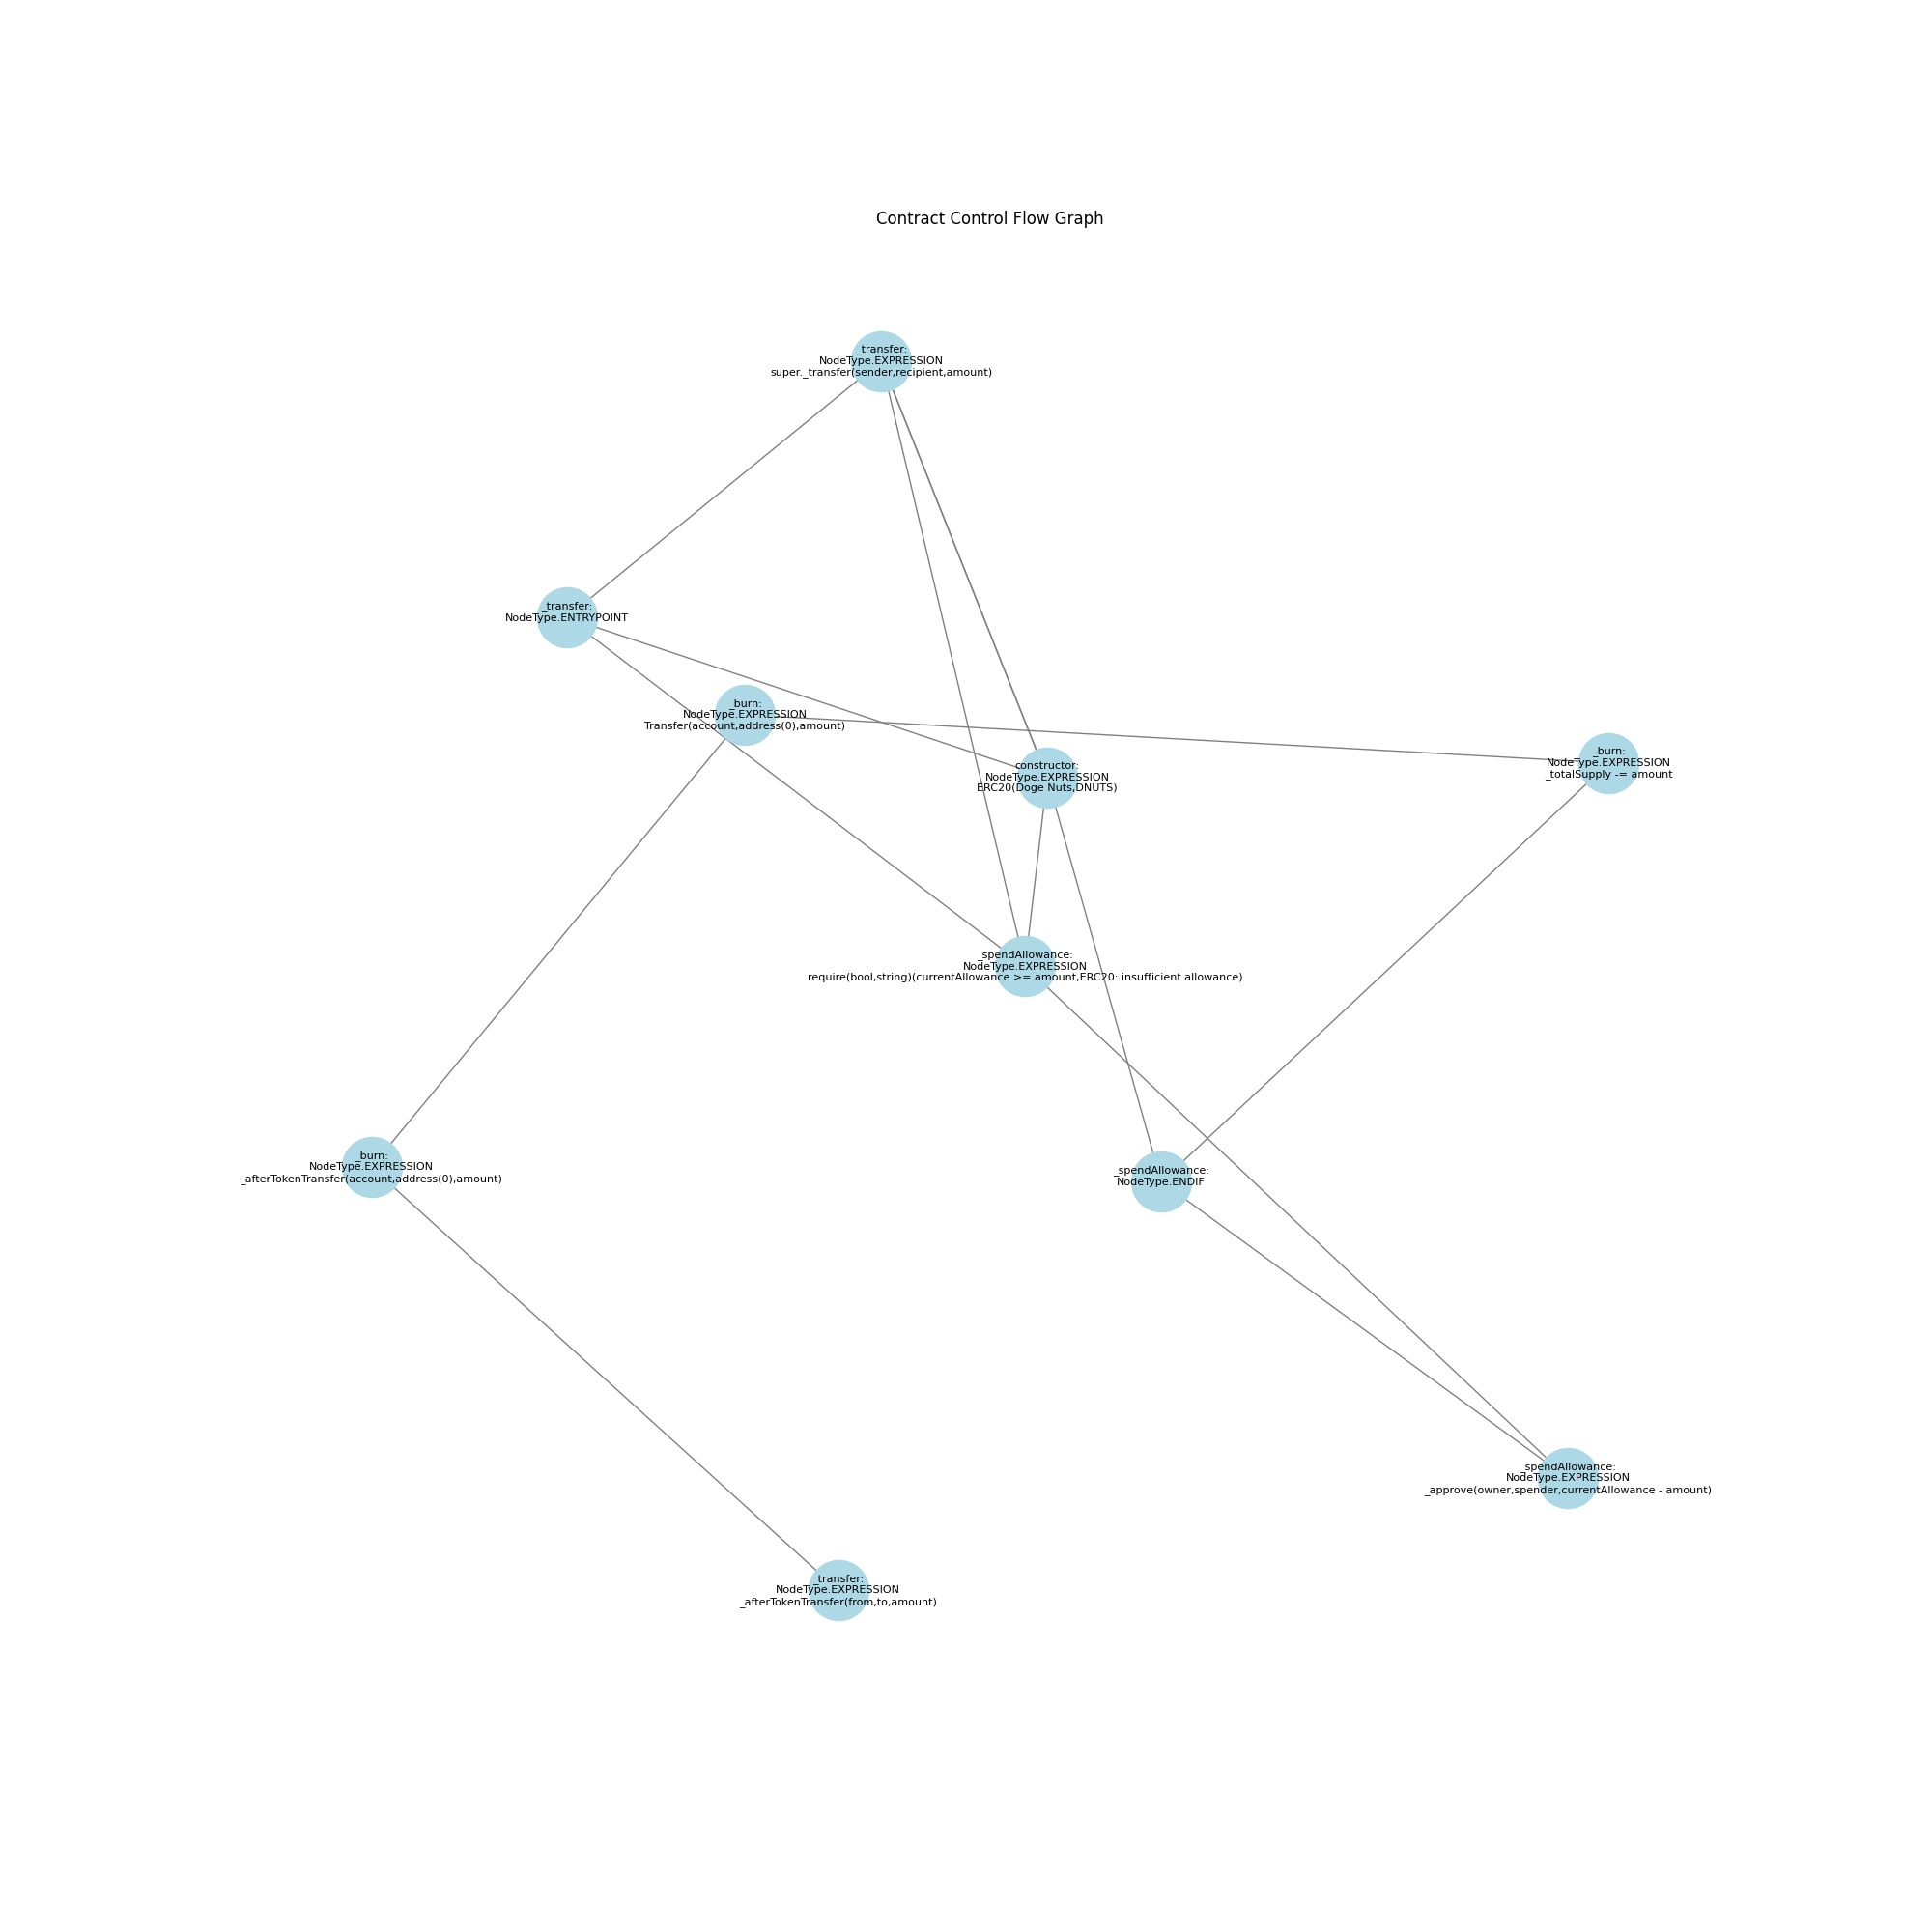 Contract Control Flow Graph
_transfer:
NodeType.EXPRESSION
super._transfer(sender,recipient,amount)
_transfer:
NodeType.ENTRYPOINT
_burn:
NodeType.EXPRESSION
Transfer(account,address(0),amount)
_burn:
NodeType.EXPRESSION
_totalSupply -= amount
constructor:
NodeType.EXPRESSION
ERC20(Doge Nuts,DNUTS)
_spendAllowance:
NodeType.EXPRESSION
require(bool,string)(currentAllowance >= amount,ERC20: insufficient allowance)
_burn:
NodeType.EXPRESSION
_afterTokenTransfer(account,address(0),amount)
_spendAllowance:
NodeType.ENDIF
_spendAllowance:
NodeType.EXPRESSION
_approve(owner,spender,currentAllowance - amount)
_transfer:
NodeType.EXPRESSION
_afterTokenTransfer(from,to,amount)